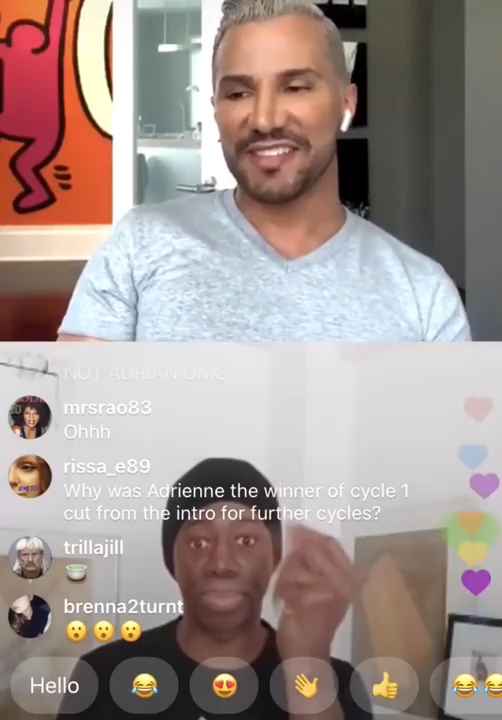 NOT ADRIAN OMG
mrsrao83
Ohhh
rissa_e89
Why was Adrienne the winner of cycle 1
cut from the intro for further cycles?
trillajill
🍵
brenna2turnt
😮😮😮
Hello